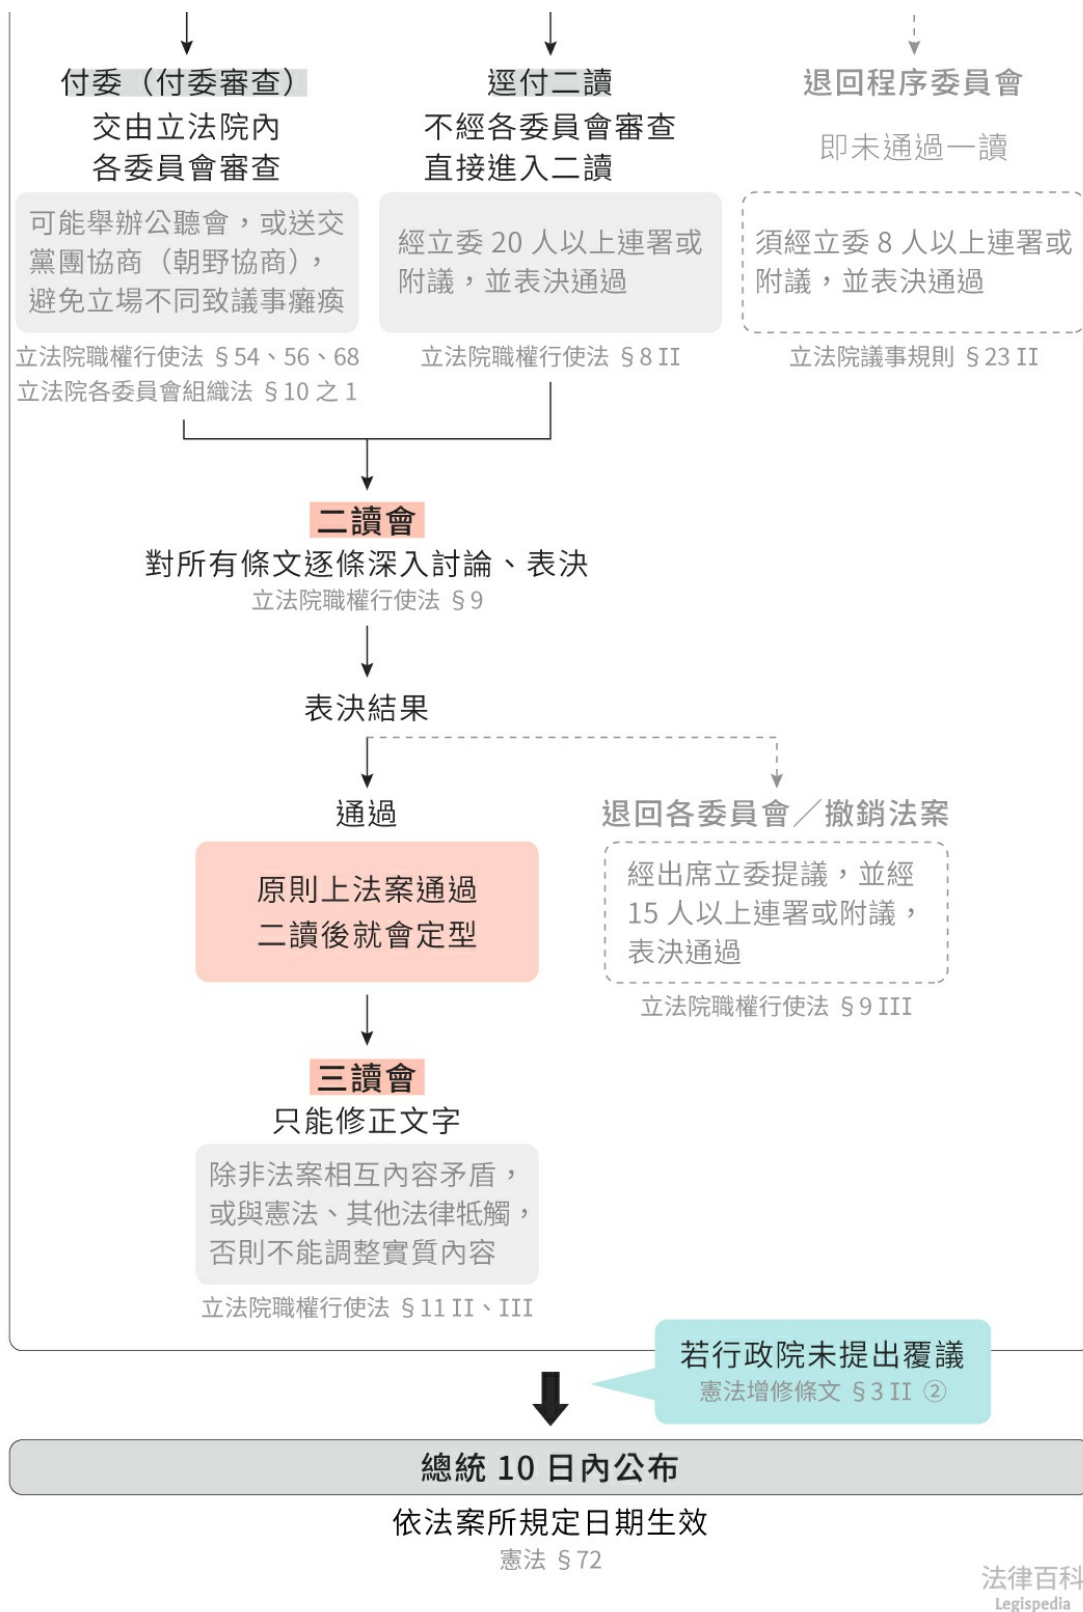 付委（付委審查）
交由立法院內
各委員會審查
可能舉辦公聽會，或送交
黨團協商（朝野協商），
避免立場不同致議事癱瘓
立法院職權行使法 §54、56、68
立法院各委員會組織法 §10 之 1
逕付二讀
不經各委員會審查
直接進入二讀
經立委 20 人以上連署或
附議，並表決通過
立法院職權行使法 §8 II
退回程序委員會
即未通過一讀
須經立委 8 人以上連署或
附議，並表決通過
立法院議事規則 §23 II
二讀會
對所有條文逐條深入討論、表決
立法院職權行使法 §9
表決結果
通過
原則上法案通過
二讀後就會定型
退回各委員會／撤銷法案
經出席立委提議，並經
15 人以上連署或附議，
表決通過
立法院職權行使法 §9 III
三讀會
只能修正文字
除非法案相互內容矛盾，
或與憲法、其他法律牴觸，
否則不能調整實質內容
立法院職權行使法 §11 II、III
若行政院未提出覆議
憲法增修條文 §3 II ②
總統 10 日內公布
依法案所規定日期生效
憲法 §72
法律百科
Legispedia